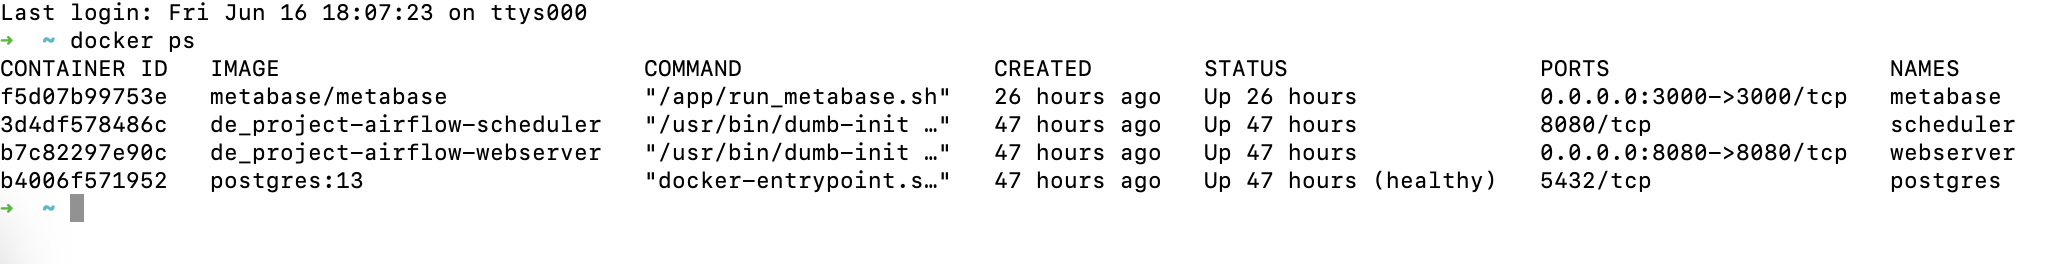 Last login: Fri Jun 16 18:07:23 on ttys000
→  ~ docker ps
CONTAINER ID   IMAGE                          COMMAND                  CREATED        STATUS                  PORTS                    NAMES
f5d07b99753e   metabase/metabase              "/app/run_metabase.sh"   26 hours ago   Up 26 hours             0.0.0.0:3000->3000/tcp   metabase
3d4df578486c   de_project-airflow-scheduler   "/usr/bin/dumb-init …"   47 hours ago   Up 47 hours             8080/tcp                 scheduler
b7c82297e90c   de_project-airflow-webserver   "/usr/bin/dumb-init …"   47 hours ago   Up 47 hours             0.0.0.0:8080->8080/tcp   webserver
b4006f571952   postgres:13                    "docker-entrypoint.s…"   47 hours ago   Up 47 hours (healthy)   5432/tcp                 postgres
→  ~